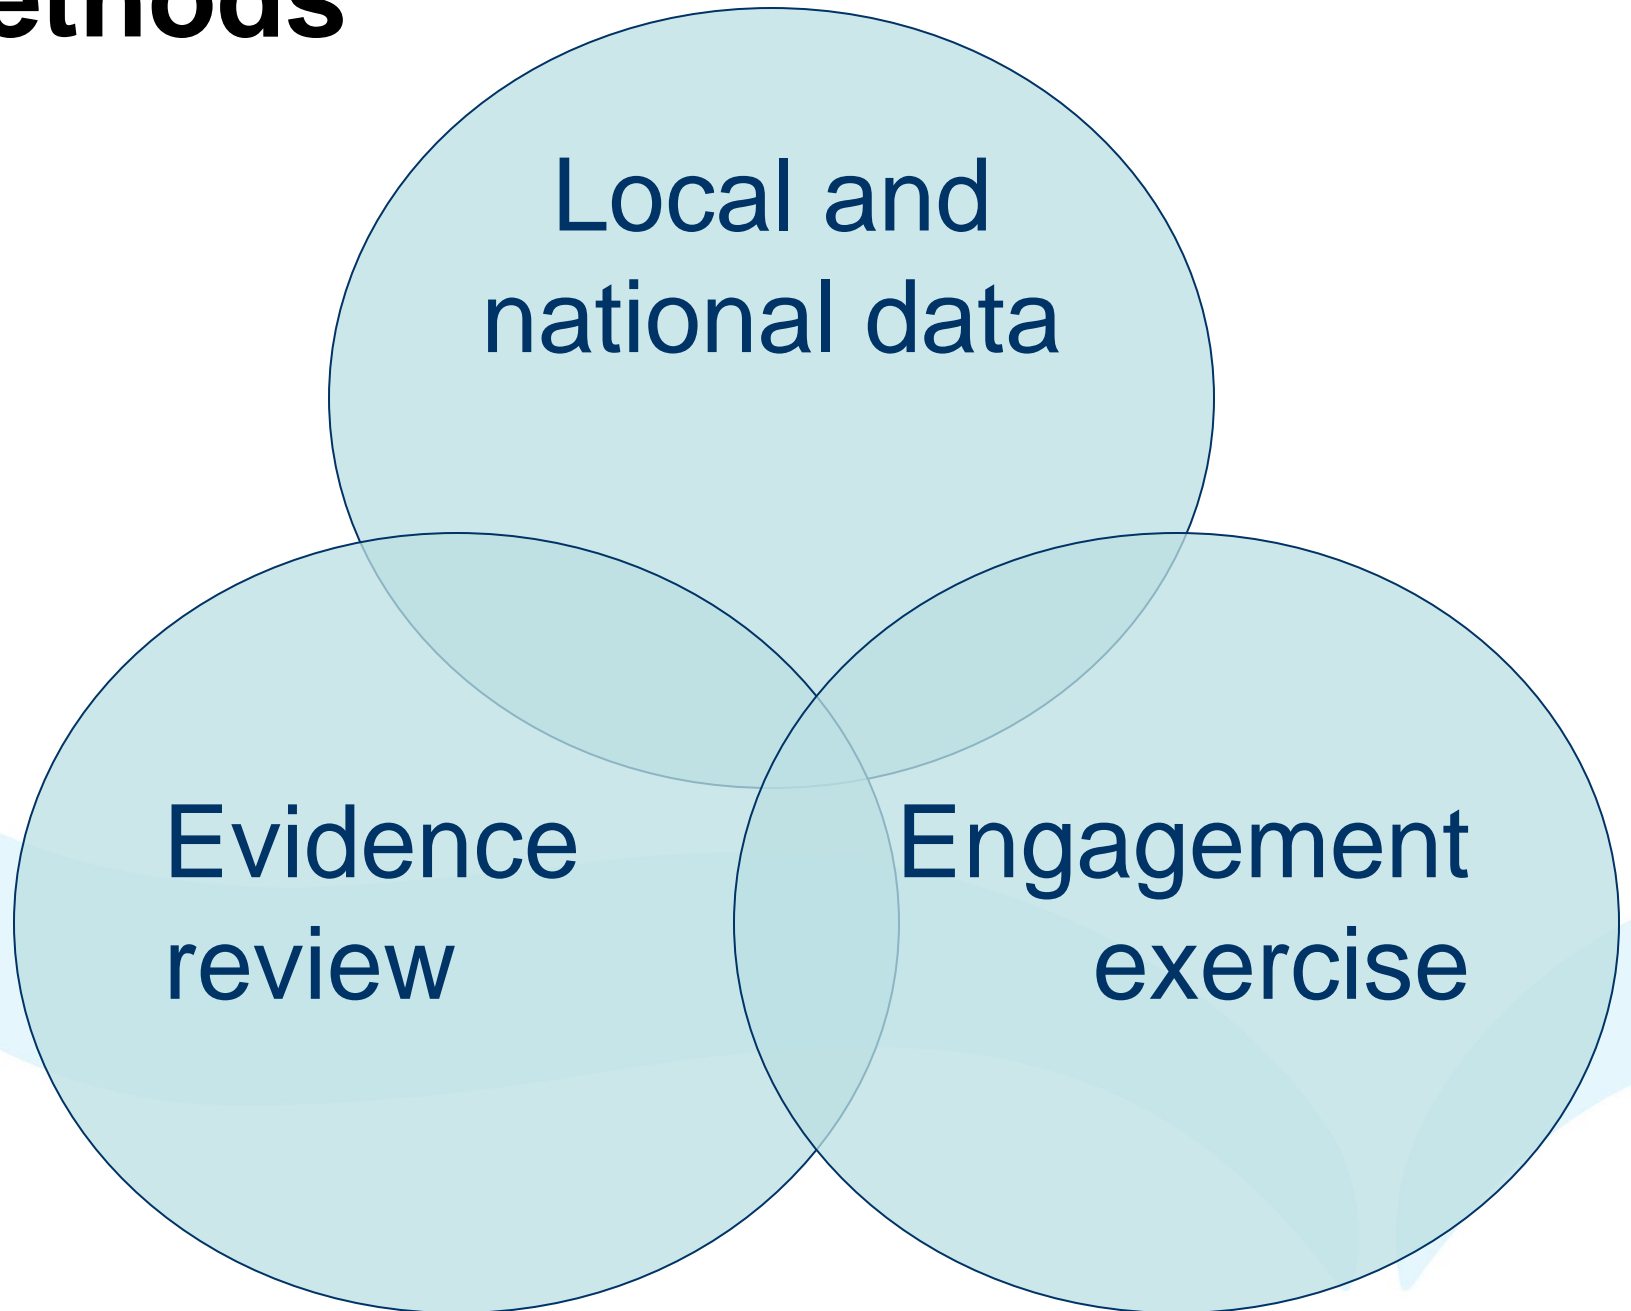 ethods
Local and
national data
Evidence
review
Engagement
exercise